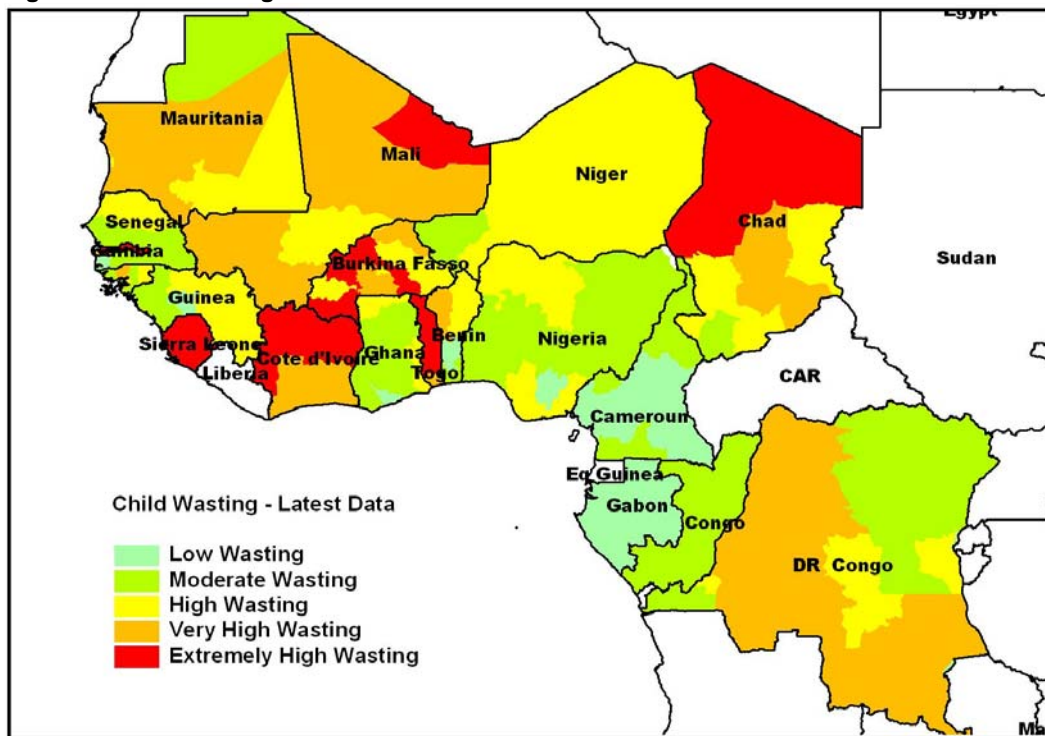 Egypt
Mauritania
Mali
Niger
Chad
Senegal
Gambia
Sudan
Burkina Fasso
Guinea
Benin
Nigeria
Sierra Leone
Cote d'Ivoire
Ghana
Togo
Liberia
CAR
Cameroun
Eq Guinea
Gabon
Congo
DR Congo
Child Wasting - Latest Data
Low Wasting
Moderate Wasting
High Wasting
Very High Wasting
Extremely High Wasting